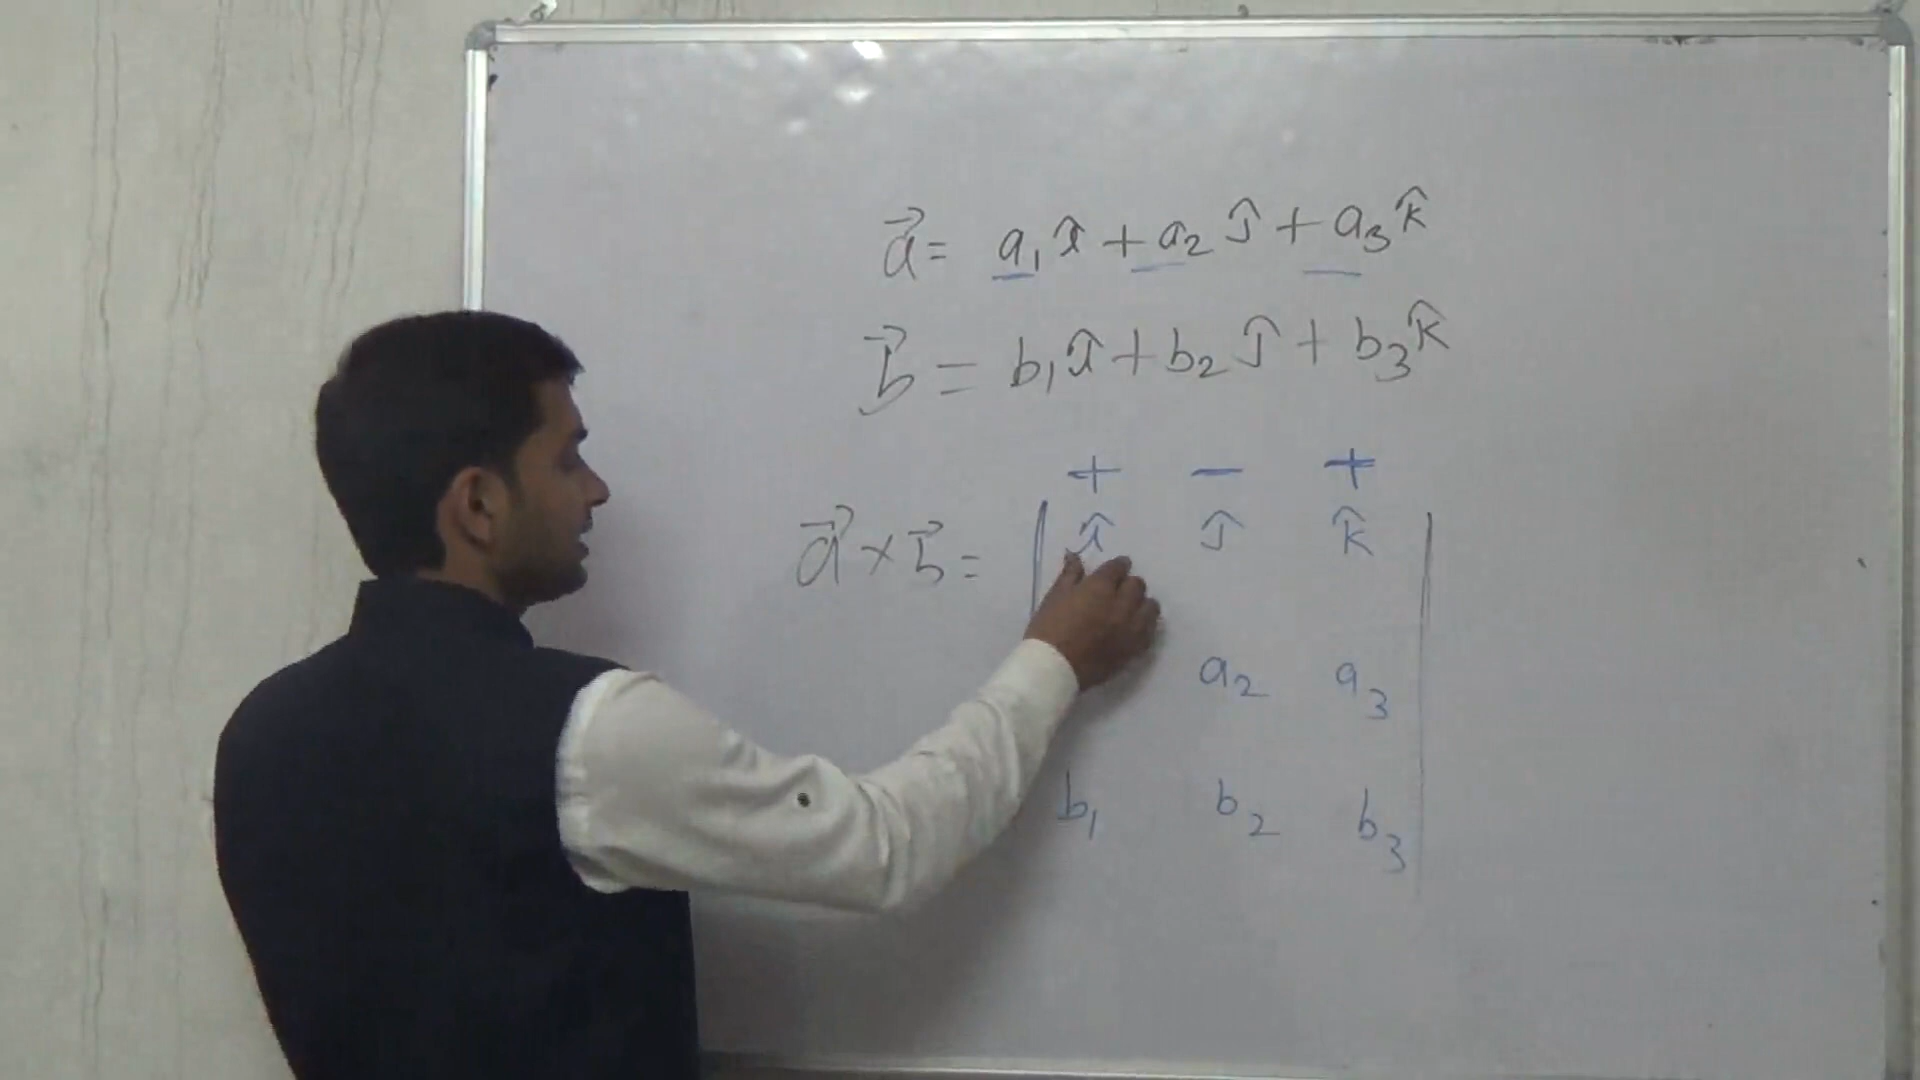 a⃗ = a₁î + a₂ĵ + a₃k̂
b⃗ = b₁î + b₂ĵ + b₃k̂
+ − +
a⃗ × b⃗ = | î ĵ k̂ |
a₂ a₃
b₁ b₂ b₃